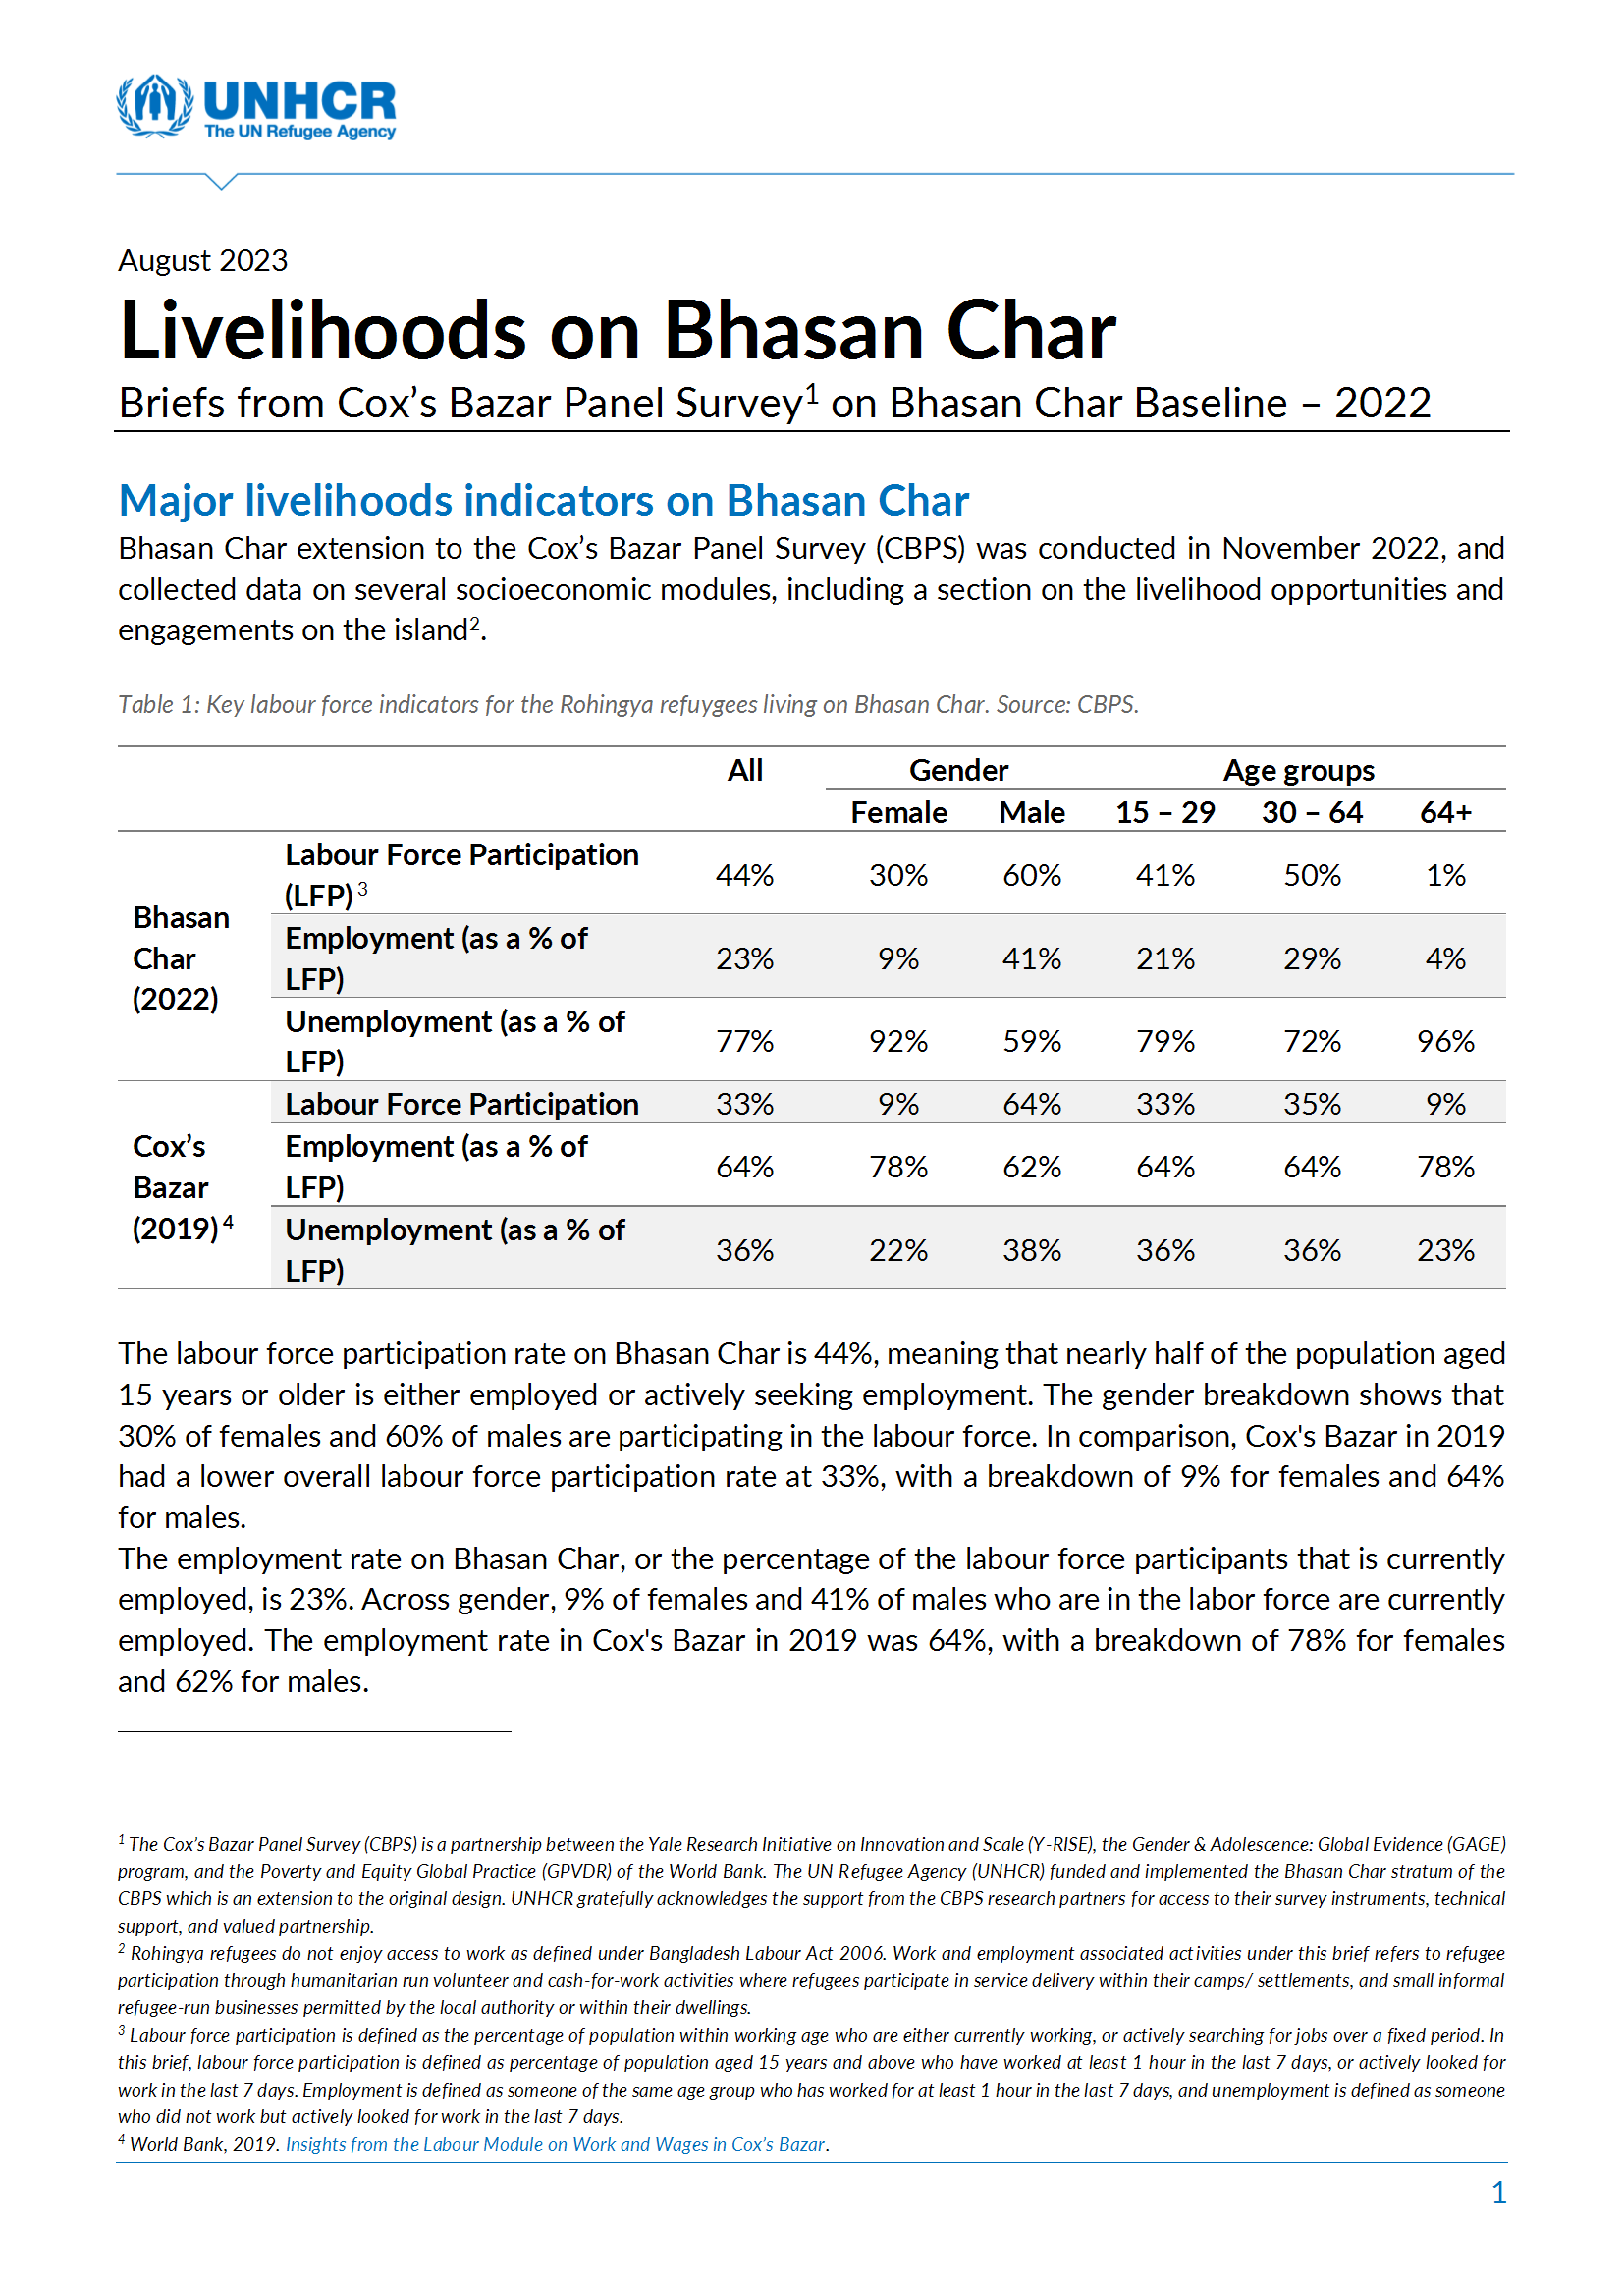 UNHCR
The UN Refugee Agency
August 2023
Livelihoods on Bhasan Char
Briefs from Cox’s Bazar Panel Survey1 on Bhasan Char Baseline – 2022
Major livelihoods indicators on Bhasan Char
Bhasan Char extension to the Cox’s Bazar Panel Survey (CBPS) was conducted in November 2022, and
collected data on several socioeconomic modules, including a section on the livelihood opportunities and
engagements on the island2.
Table 1: Key labour force indicators for the Rohingya refuygees living on Bhasan Char. Source: CBPS.
All Gender Age groups
Female Male 15 – 29 30 – 64 64+
Bhasan
Char
(2022)
Labour Force Participation
(LFP) 3
44% 30% 60% 41% 50% 1%
Employment (as a % of
LFP)
23% 9% 41% 21% 29% 4%
Unemployment (as a % of
LFP)
77% 92% 59% 79% 72% 96%
Cox’s
Bazar
(2019) 4
Labour Force Participation 33% 9% 64% 33% 35% 9%
Employment (as a % of
LFP)
64% 78% 62% 64% 64% 78%
Unemployment (as a % of
LFP)
36% 22% 38% 36% 36% 23%
The labour force participation rate on Bhasan Char is 44%, meaning that nearly half of the population aged
15 years or older is either employed or actively seeking employment. The gender breakdown shows that
30% of females and 60% of males are participating in the labour force. In comparison, Cox's Bazar in 2019
had a lower overall labour force participation rate at 33%, with a breakdown of 9% for females and 64%
for males.
The employment rate on Bhasan Char, or the percentage of the labour force participants that is currently
employed, is 23%. Across gender, 9% of females and 41% of males who are in the labor force are currently
employed. The employment rate in Cox's Bazar in 2019 was 64%, with a breakdown of 78% for females
and 62% for males.
1 The Cox’s Bazar Panel Survey (CBPS) is a partnership between the Yale Research Initiative on Innovation and Scale (Y-RISE), the Gender & Adolescence: Global Evidence (GAGE)
program, and the Poverty and Equity Global Practice (GPVDR) of the World Bank. The UN Refugee Agency (UNHCR) funded and implemented the Bhasan Char stratum of the
CBPS which is an extension to the original design. UNHCR gratefully acknowledges the support from the CBPS research partners for access to their survey instruments, technical
support, and valued partnership.
2 Rohingya refugees do not enjoy access to work as defined under Bangladesh Labour Act 2006. Work and employment associated activities under this brief refers to refugee
participation through humanitarian run volunteer and cash-for-work activities where refugees participate in service delivery within their camps/ settlements, and small informal
refugee-run businesses permitted by the local authority or within their dwellings.
3 Labour force participation is defined as the percentage of population within working age who are either currently working, or actively searching for jobs over a fixed period. In
this brief, labour force participation is defined as percentage of population aged 15 years and above who have worked at least 1 hour in the last 7 days, or actively looked for
work in the last 7 days. Employment is defined as someone of the same age group who has worked for at least 1 hour in the last 7 days, and unemployment is defined as someone
who did not work but actively looked for work in the last 7 days.
4 World Bank, 2019. Insights from the Labour Module on Work and Wages in Cox’s Bazar.
1